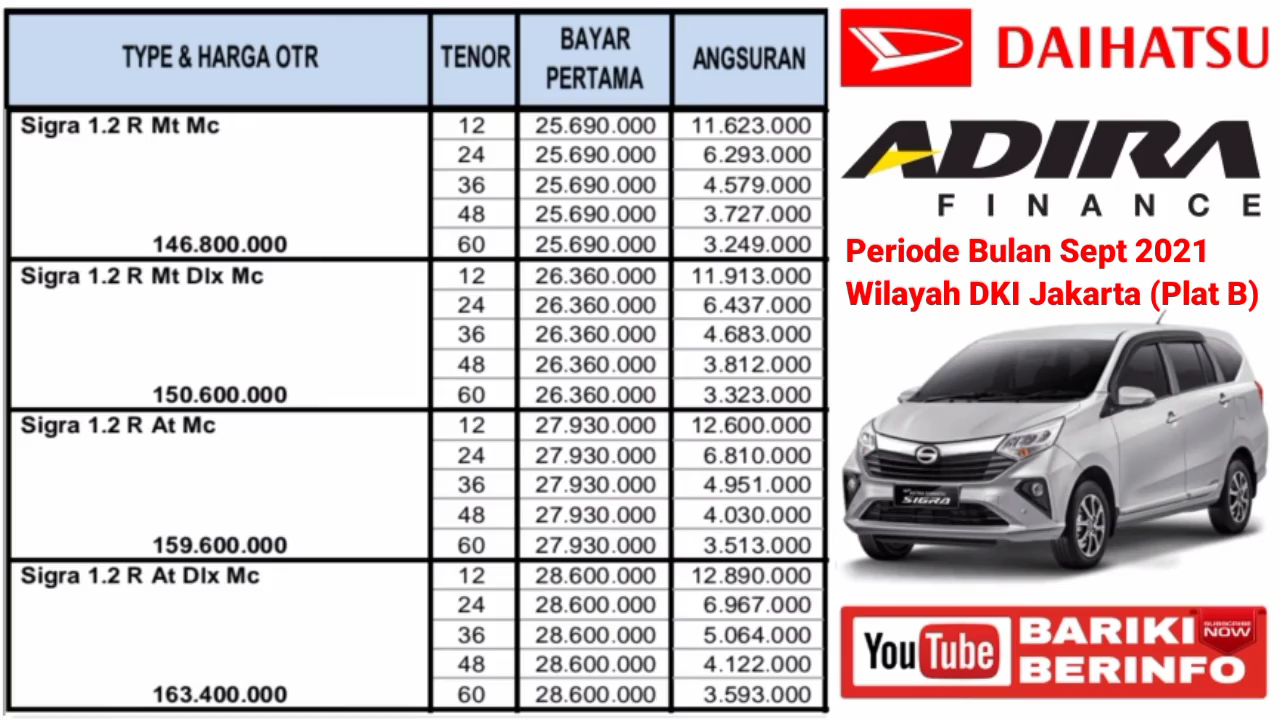 TYPE & HARGA OTR TENOR BAYAR PERTAMA ANGSURAN
Sigra 1.2 R Mt Mc 12 25.690.000 11.623.000
24 25.690.000 6.293.000
36 25.690.000 4.579.000
48 25.690.000 3.727.000
146.800.000 60 25.690.000 3.249.000
Sigra 1.2 R Mt Dlx Mc 12 26.360.000 11.913.000
24 26.360.000 6.437.000
36 26.360.000 4.683.000
48 26.360.000 3.812.000
150.600.000 60 26.360.000 3.323.000
Sigra 1.2 R At Mc 12 27.930.000 12.600.000
24 27.930.000 6.810.000
36 27.930.000 4.951.000
48 27.930.000 4.030.000
159.600.000 60 27.930.000 3.513.000
Sigra 1.2 R At Dlx Mc 12 28.600.000 12.890.000
24 28.600.000 6.967.000
36 28.600.000 5.064.000
48 28.600.000 4.122.000
163.400.000 60 28.600.000 3.593.000
DAIHATSU
ADIRA
FINANCE
Periode Bulan Sept 2021
Wilayah DKI Jakarta (Plat B)
SIGRA
YouTube
BARIKI
BERINFO
SUBSCRIBE
NOW